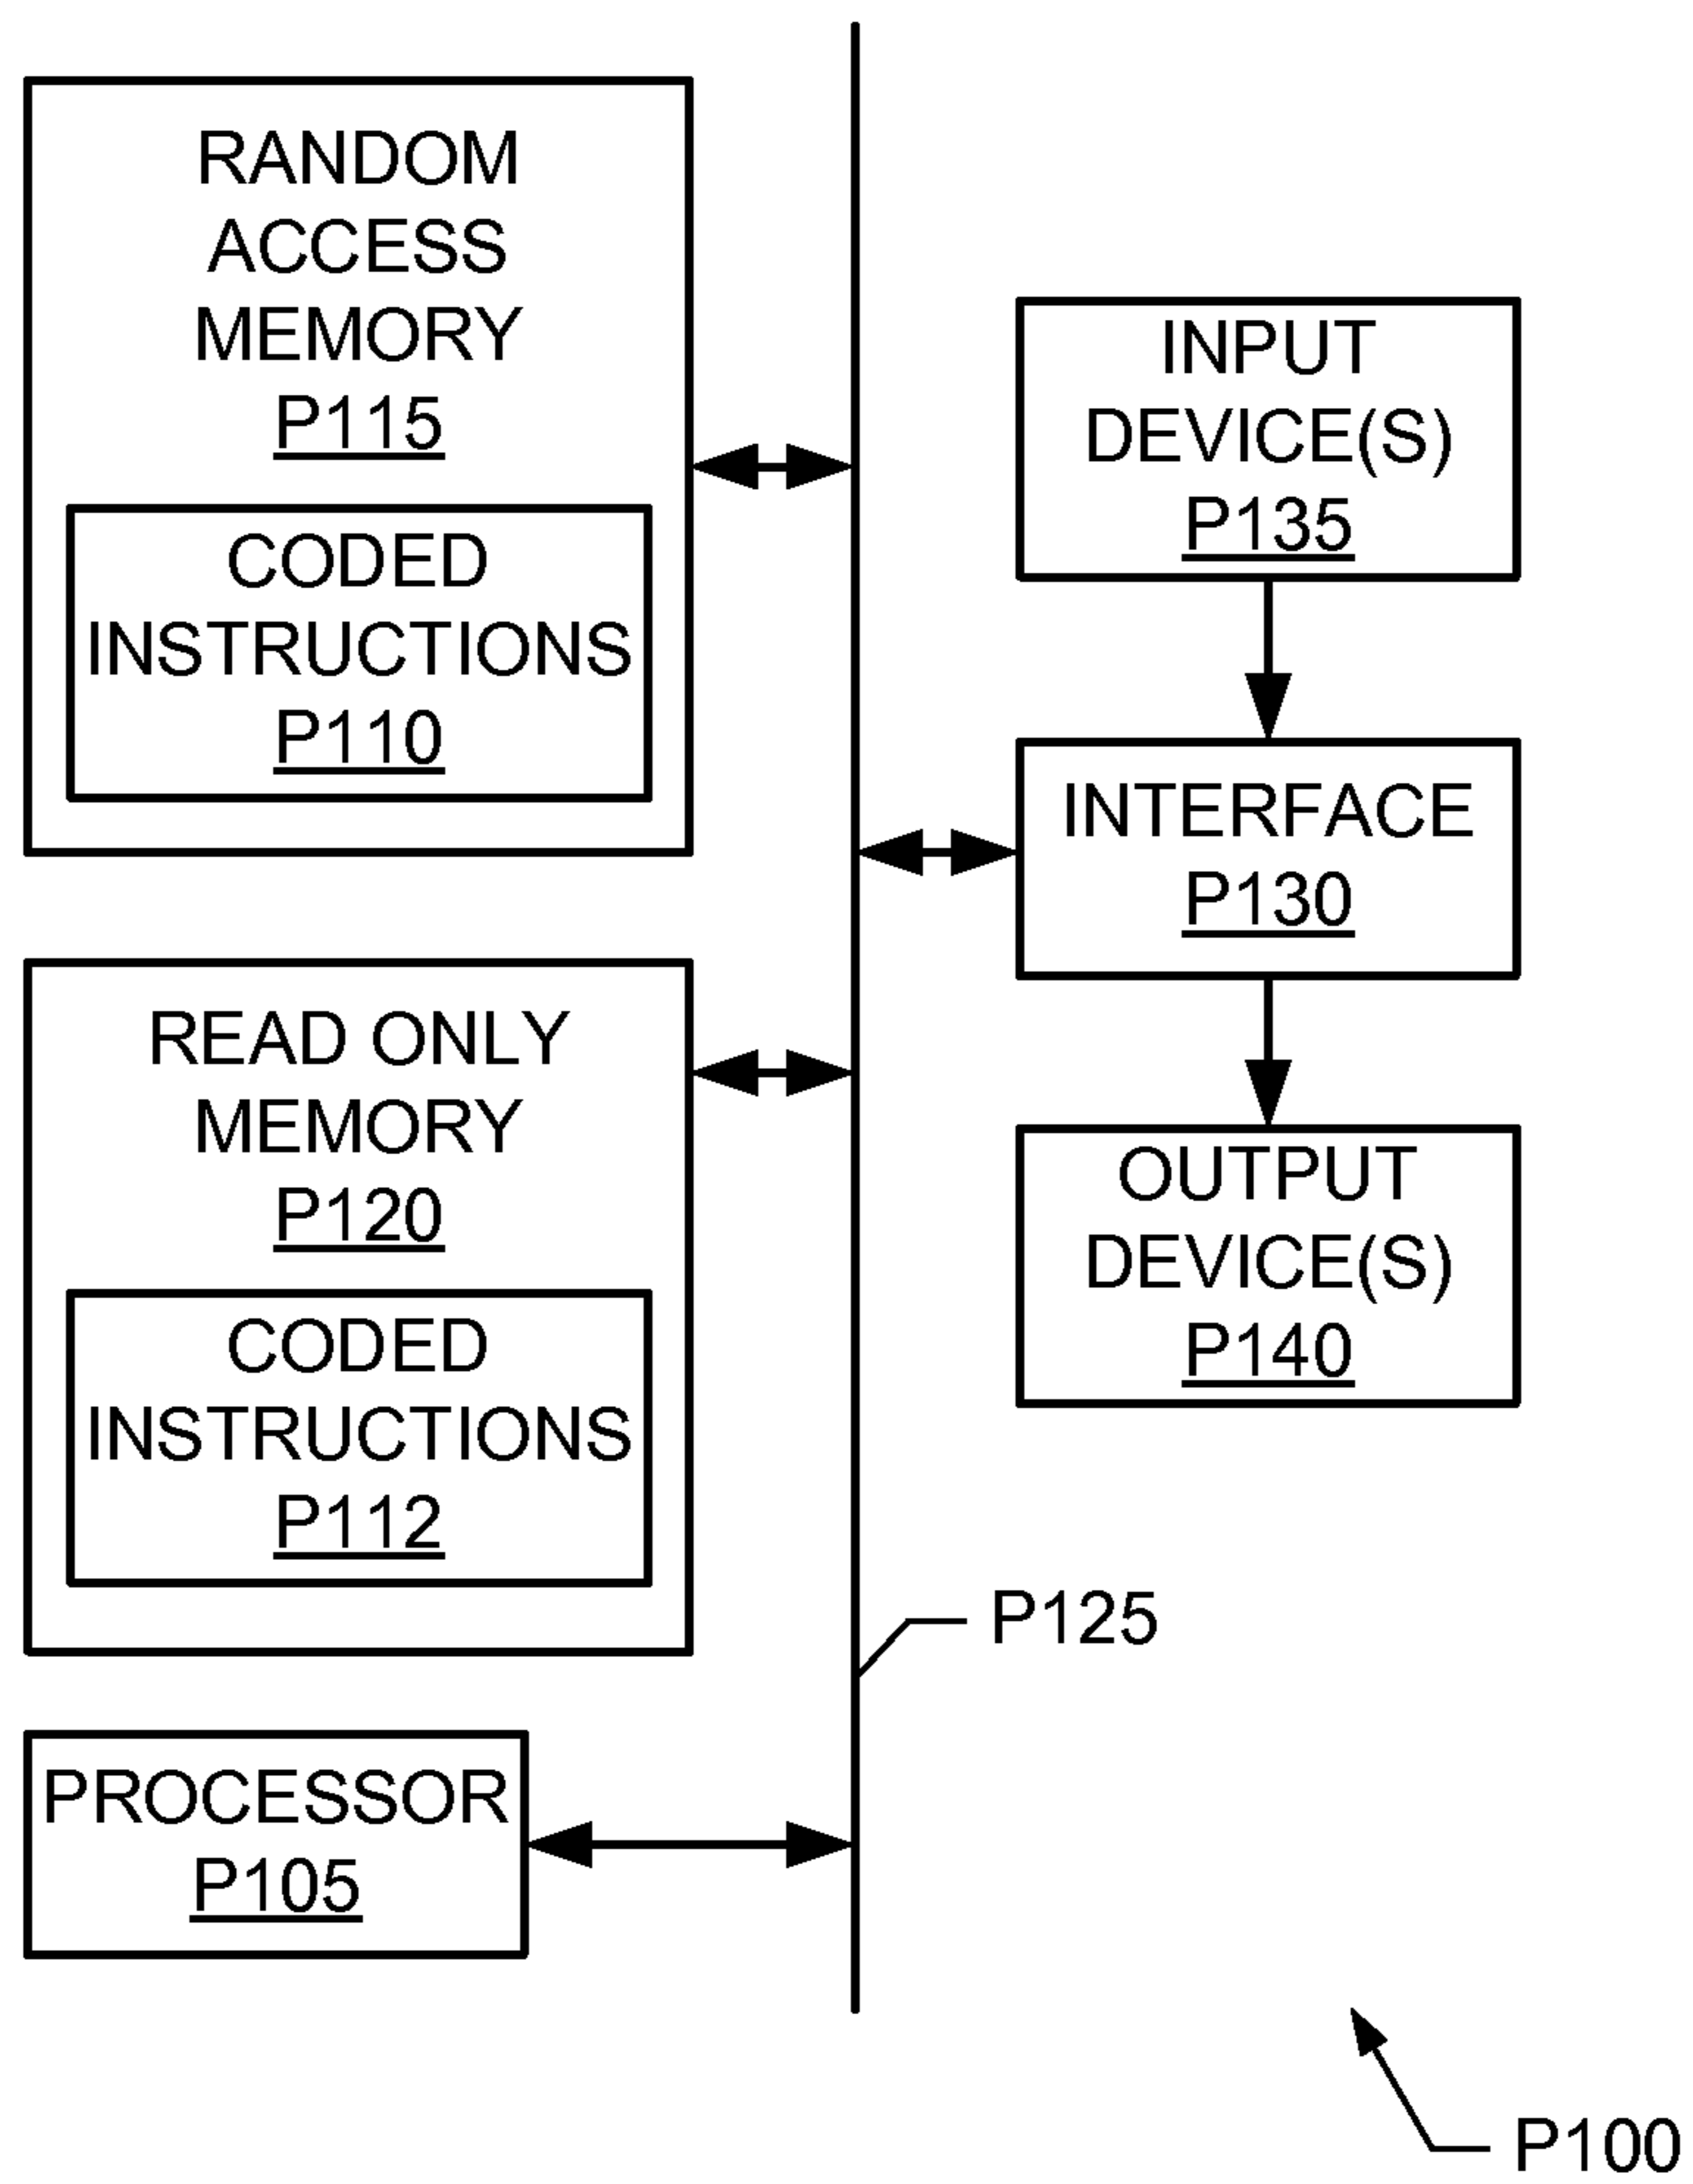 RANDOM
ACCESS
MEMORY
P115
CODED
INSTRUCTIONS
P110
READ ONLY
MEMORY
P120
CODED
INSTRUCTIONS
P112
PROCESSOR
P105
INPUT
DEVICE(S)
P135
INTERFACE
P130
OUTPUT
DEVICE(S)
P140
P125
P100